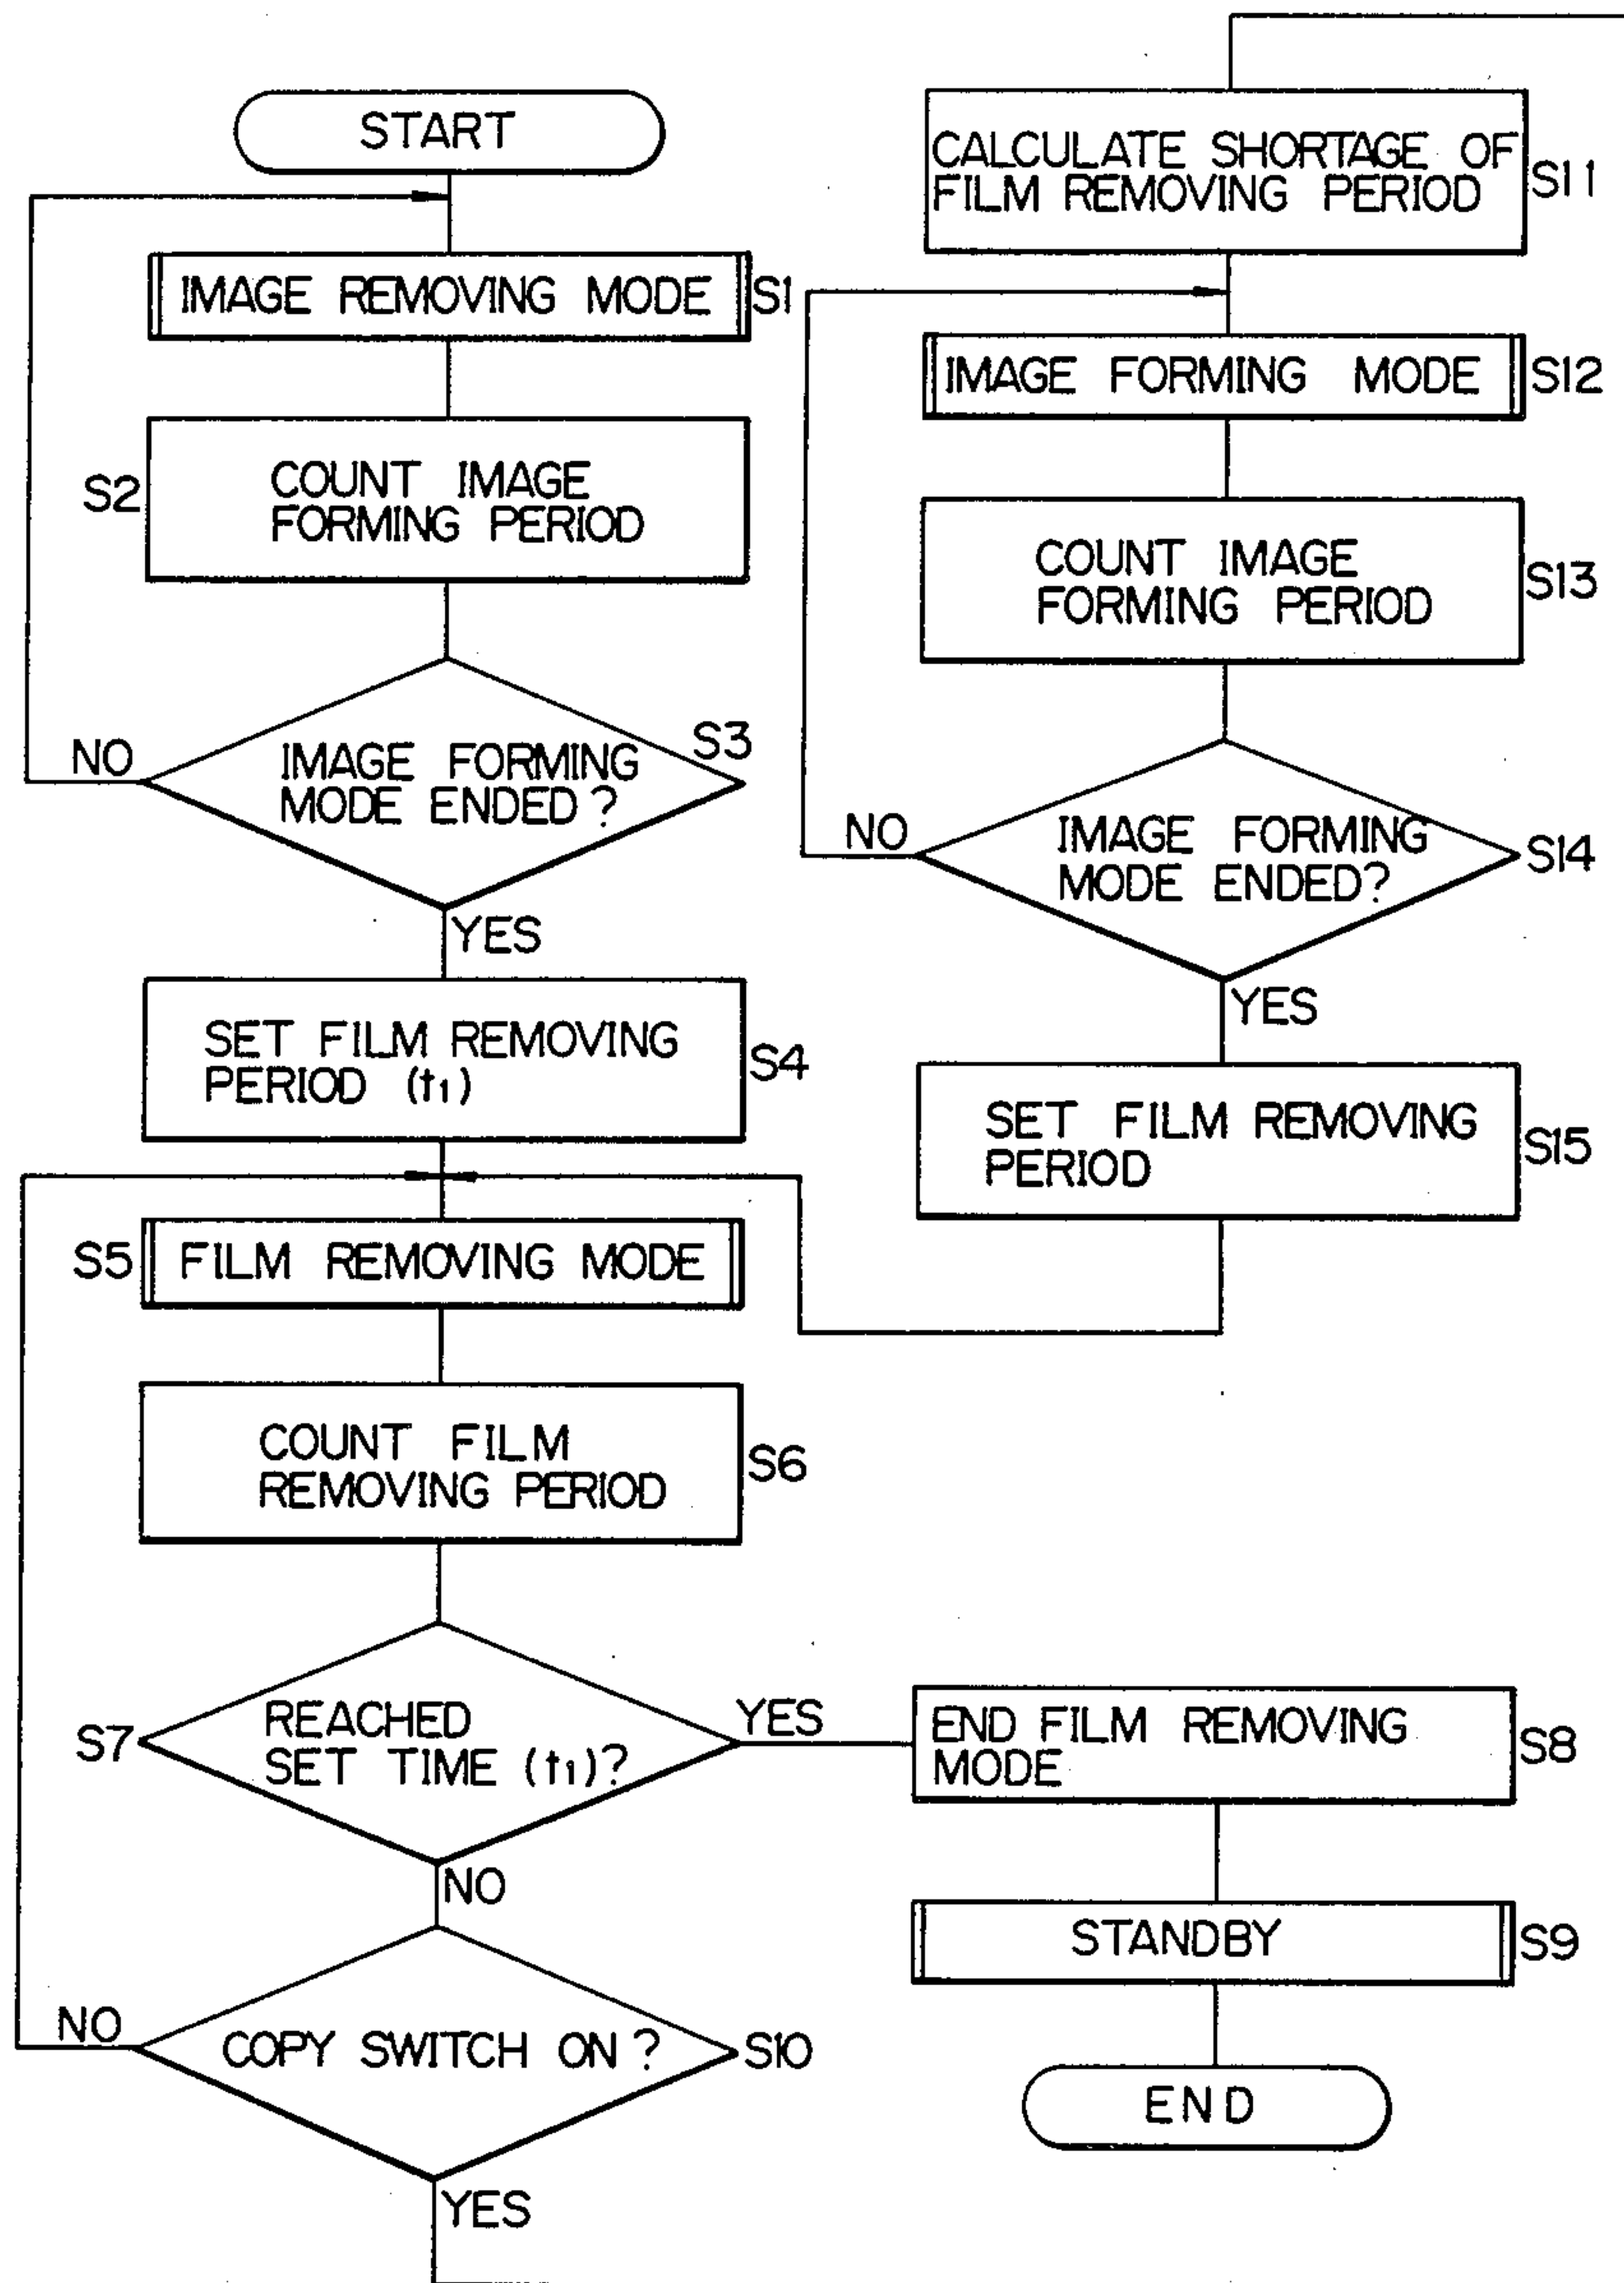 START
IMAGE REMOVING MODE
S1
S2
COUNT IMAGE
FORMING PERIOD
S3
IMAGE FORMING
MODE ENDED?
NO
YES
SET FILM REMOVING
PERIOD (t1)
S4
S5
FILM REMOVING MODE
COUNT FILM
REMOVING PERIOD
S6
S7
REACHED
SET TIME (t1)?
YES
NO
COPY SWITCH ON?
S10
NO
YES
CALCULATE SHORTAGE OF
FILM REMOVING PERIOD
S11
IMAGE FORMING MODE
S12
COUNT IMAGE
FORMING PERIOD
S13
IMAGE FORMING
MODE ENDED?
S14
NO
YES
SET FILM REMOVING
PERIOD
S15
END FILM REMOVING
MODE
S8
STANDBY
S9
END